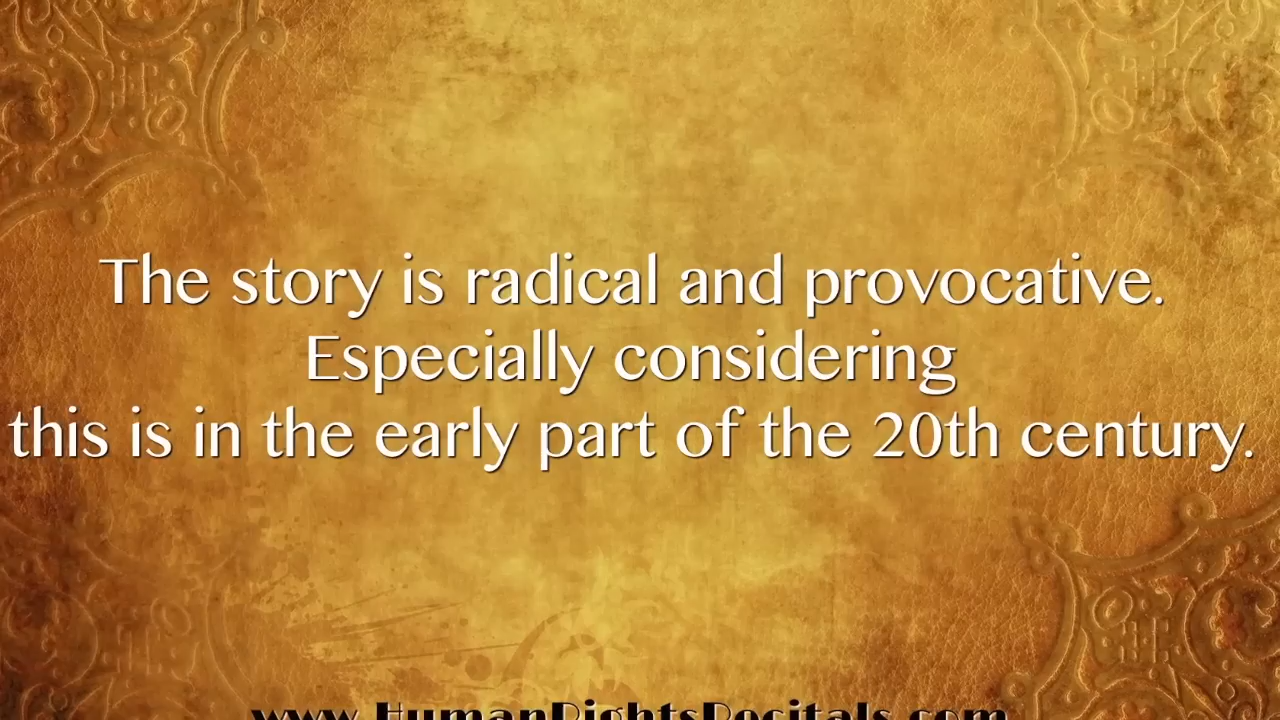 The story is radical and provocative.
Especially considering
this is in the early part of the 20th century.
www.HumanRightsRecitals.com